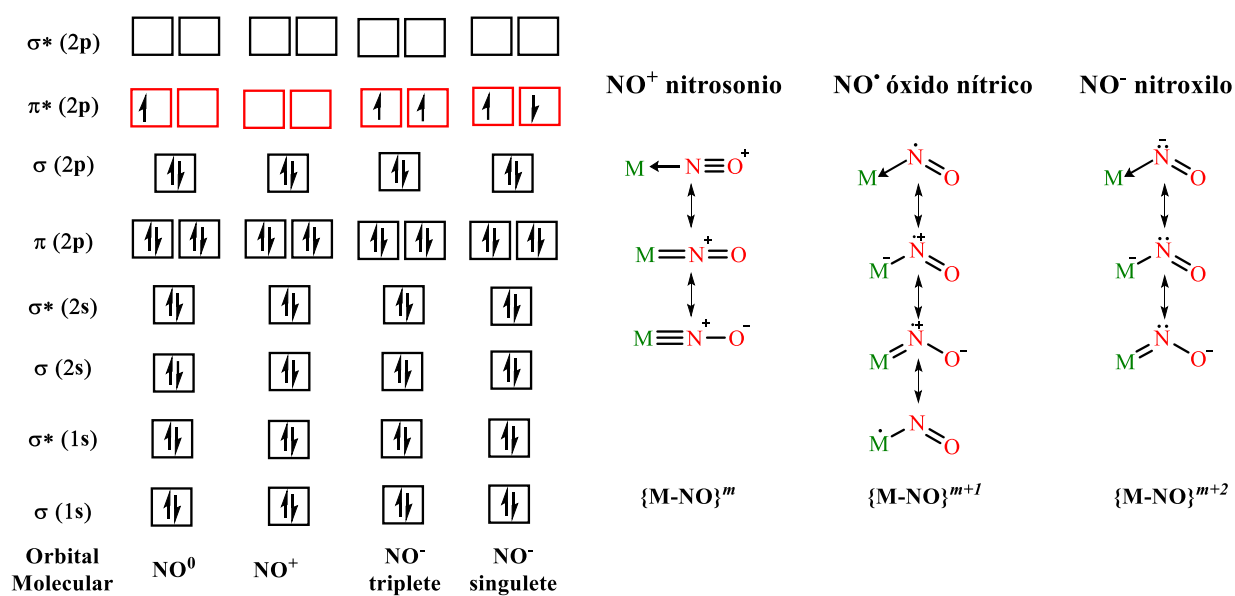 σ* (2p)
π* (2p)
σ (2p)
π (2p)
σ* (2s)
σ (2s)
σ* (1s)
σ (1s)
Orbital
Molecular
NO⁰
NO⁺
NO⁻
triplete
NO⁻
singulete
NO⁺ nitrosonio
M N O⁺
M N⁺ O
M N⁺ O⁻
{M-NO}ᵐ
NO• óxido nítrico
M N• O
M⁻ N•⁺ O
M N•⁺ O⁻
M• N O
{M-NO}ᵐ⁺¹
NO⁻ nitroxilo
M N⁻ O
M⁻ N O
M N O⁻
{M-NO}ᵐ⁺²